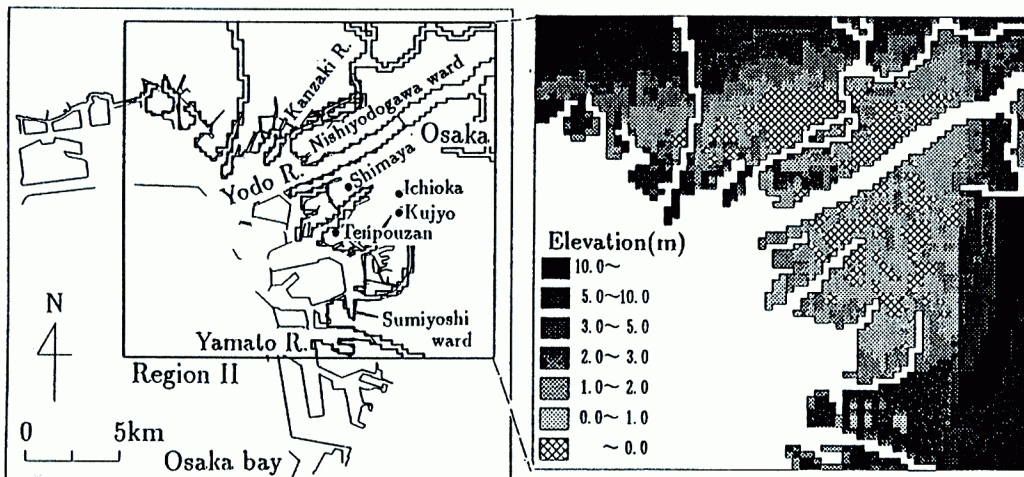 Kanzaki R.
Nishiyodogawa ward
Osaka
Yodo R.
Shimaya
Ichioka
Kujyo
Tenpouzan
N
Sumiyoshi
ward
Yamato R.
Region II
0 5km
Osaka bay
Elevation(m)
10.0~
5.0~10.0
3.0~ 5.0
2.0~ 3.0
1.0~ 2.0
0.0~ 1.0
~0.0